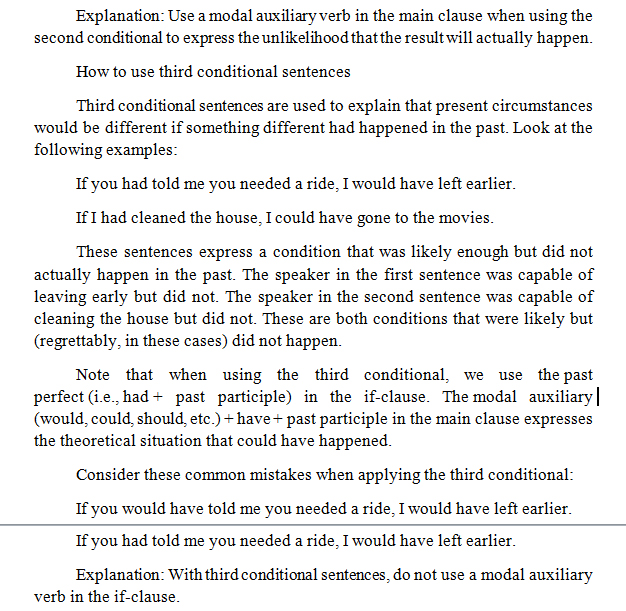 Explanation: Use a modal auxiliary verb in the main clause when using the
second conditional to express the unlikelihood that the result will actually happen.
How to use third conditional sentences
Third conditional sentences are used to explain that present circumstances
would be different if something different had happened in the past. Look at the
following examples:
If you had told me you needed a ride, I would have left earlier.
If I had cleaned the house, I could have gone to the movies.
These sentences express a condition that was likely enough but did not
actually happen in the past. The speaker in the first sentence was capable of
leaving early but did not. The speaker in the second sentence was capable of
cleaning the house but did not. These are both conditions that were likely but
(regrettably, in these cases) did not happen.
Note that when using the third conditional, we use the past
perfect (i.e., had + past participle) in the if-clause. The modal auxiliary
(would, could, should, etc.) + have + past participle in the main clause expresses
the theoretical situation that could have happened.
Consider these common mistakes when applying the third conditional:
If you would have told me you needed a ride, I would have left earlier.
If you had told me you needed a ride, I would have left earlier.
Explanation: With third conditional sentences, do not use a modal auxiliary
verb in the if-clause.